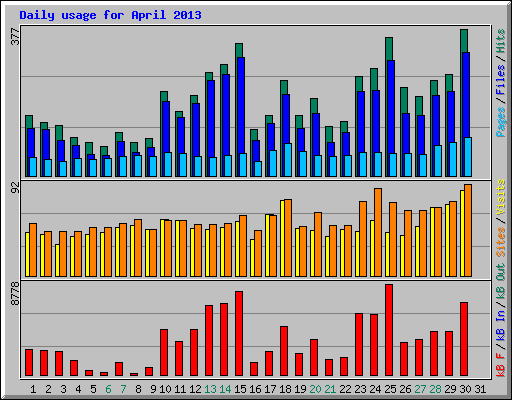 Daily usage for April 2013
377
Pages / Files / Hits
92
Sites / Visits
8778
kB F / kB In / kB Out
1 2 3 4 5 6 7 8 9 10 11 12 13 14 15 16 17 18 19 20 21 22 23 24 25 26 27 28 29 30 31